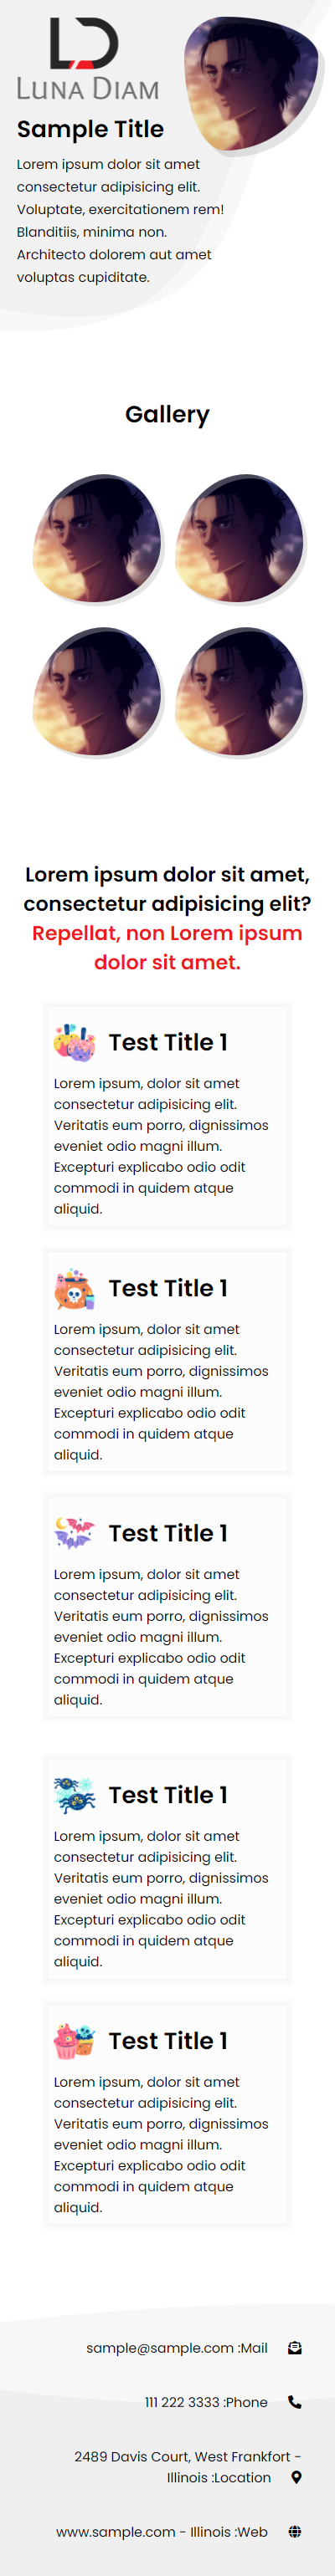 LUNA DIAM
Sample Title
Lorem ipsum dolor sit amet
consectetur adipisicing elit.
Voluptate, exercitationem rem!
Blanditiis, minima non.
Architecto dolorem aut amet
voluptas cupiditate.
Gallery
Lorem ipsum dolor sit amet,
consectetur adipisicing elit?
Repellat, non Lorem ipsum
dolor sit amet.
Test Title 1
Lorem ipsum, dolor sit amet
consectetur adipisicing elit.
Veritatis eum porro, dignissimos
eveniet odio magni illum.
Excepturi explicabo odio odit
commodi in quidem atque
aliquid.
Test Title 1
Lorem ipsum, dolor sit amet
consectetur adipisicing elit.
Veritatis eum porro, dignissimos
eveniet odio magni illum.
Excepturi explicabo odio odit
commodi in quidem atque
aliquid.
Test Title 1
Lorem ipsum, dolor sit amet
consectetur adipisicing elit.
Veritatis eum porro, dignissimos
eveniet odio magni illum.
Excepturi explicabo odio odit
commodi in quidem atque
aliquid.
Test Title 1
Lorem ipsum, dolor sit amet
consectetur adipisicing elit.
Veritatis eum porro, dignissimos
eveniet odio magni illum.
Excepturi explicabo odio odit
commodi in quidem atque
aliquid.
Test Title 1
Lorem ipsum, dolor sit amet
consectetur adipisicing elit.
Veritatis eum porro, dignissimos
eveniet odio magni illum.
Excepturi explicabo odio odit
commodi in quidem atque
aliquid.
sample@sample.com :Mail
111 222 3333 :Phone
2489 Davis Court, West Frankfort -
Illinois :Location
www.sample.com - Illinois :Web